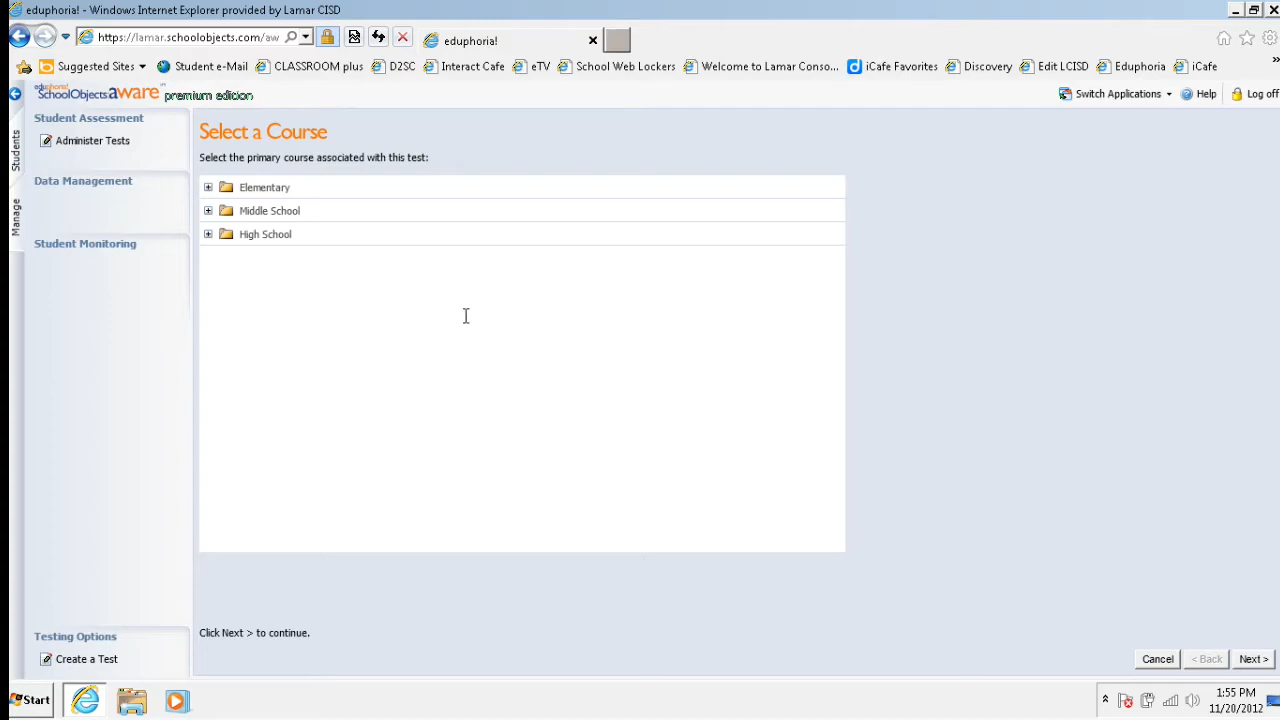 eduphoria! - Windows Internet Explorer provided by Lamar CISD
https://lamar.schoolobjects.com/aw
eduphoria!
Suggested Sites
Student e-Mail
CLASSROOM plus
D2SC
InteractCafe
eTV
School Web Lockers
Welcome to Lamar Conso...
iCafe Favorites
Discovery
Edit LCISD
Eduphoria
iCafe
eduphoria!
SchoolObjects:aware premium edition
Switch Applications
Help
Log off
Students
Manage
Student Assessment
Administer Tests
Data Management
Student Monitoring
Testing Options
Create a Test
Select a Course
Select the primary course associated with this test:
Elementary
Middle School
High School
Click Next > to continue.
Cancel
< Back
Next >
Start
1:55 PM
11/20/2012